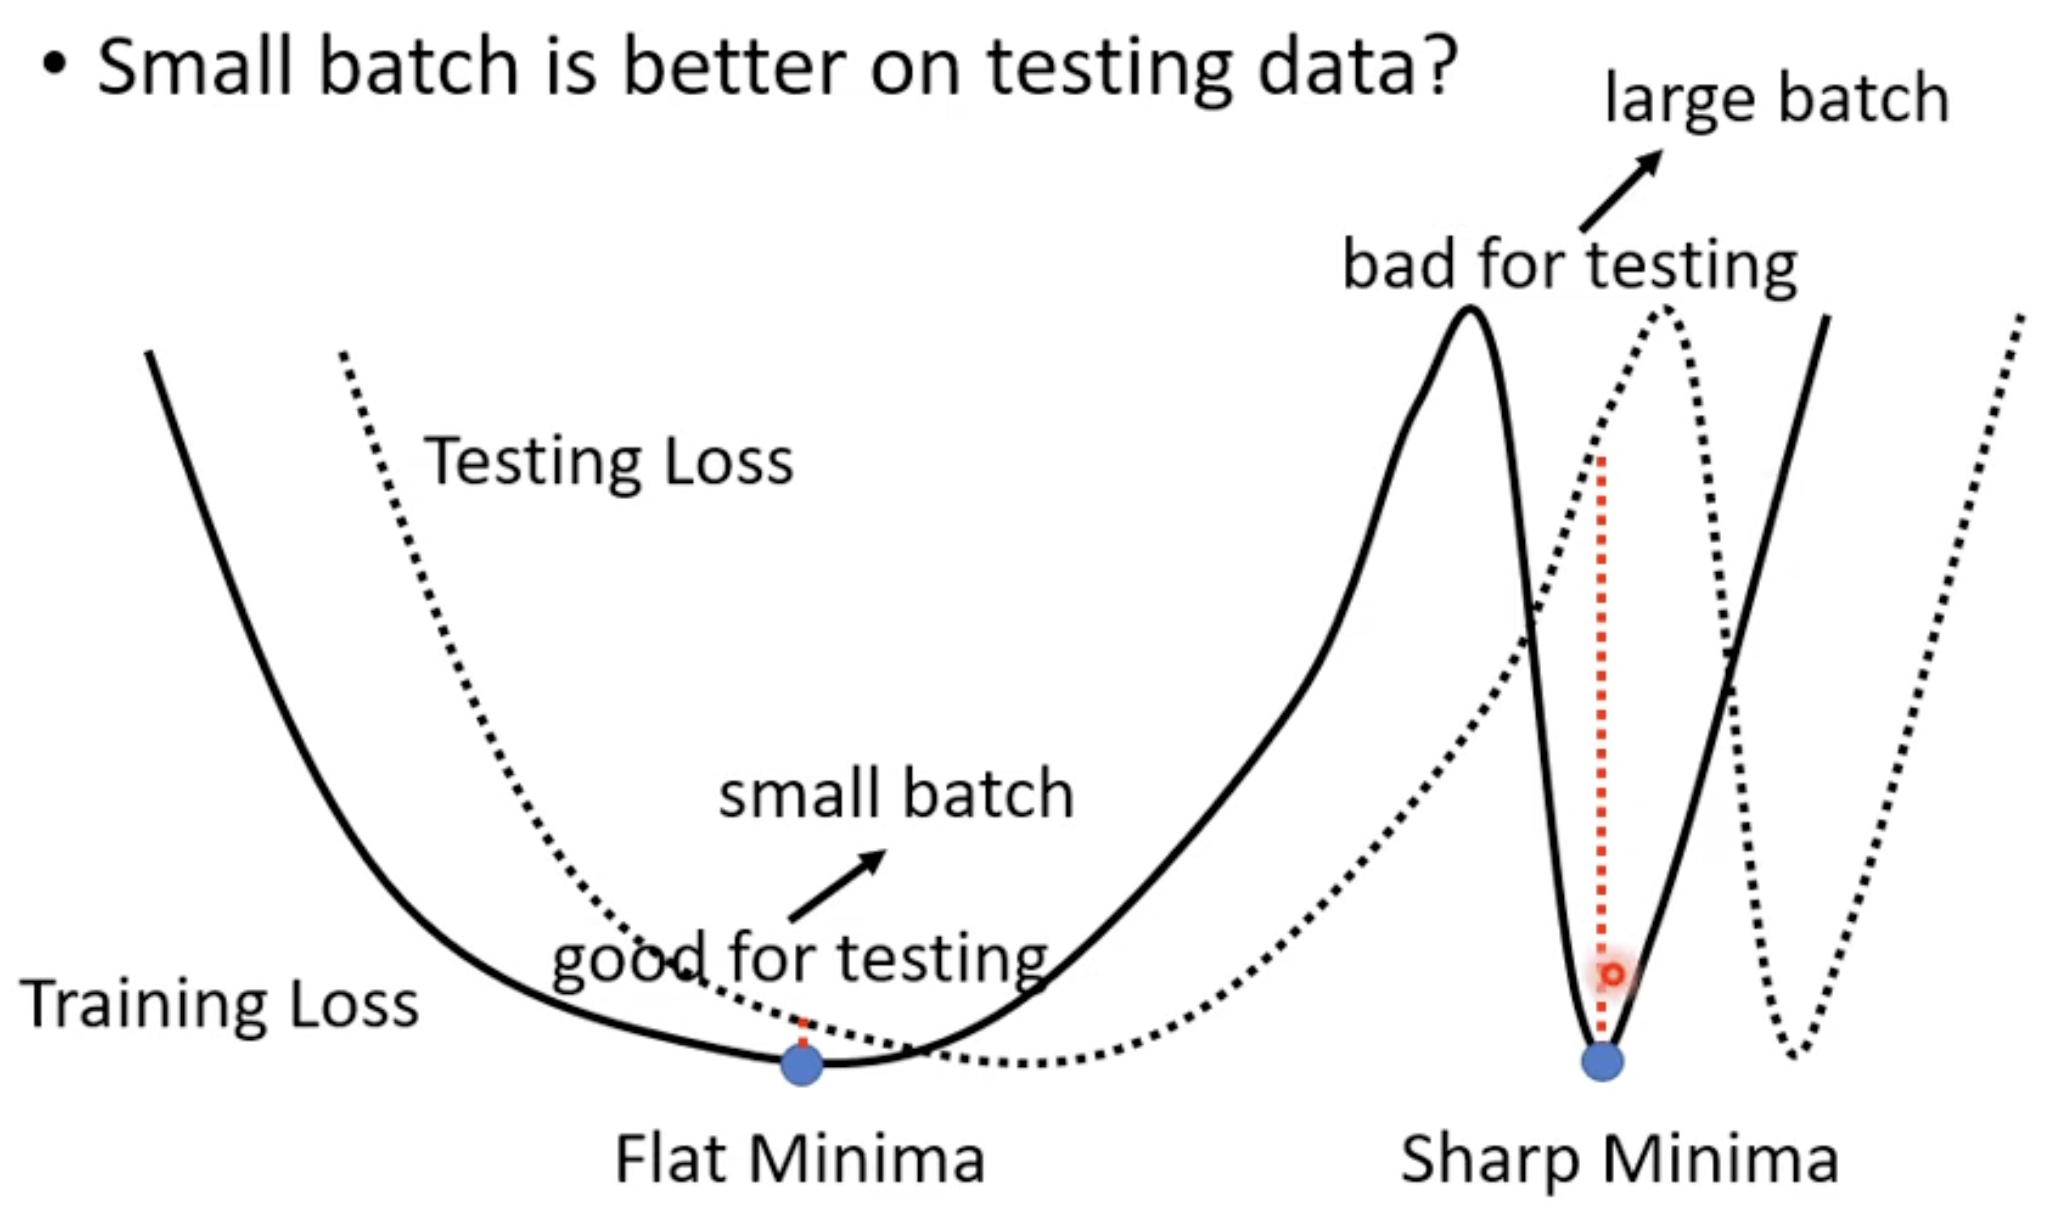 • Small batch is better on testing data?
large batch
bad for testing
Testing Loss
small batch
good for testing
Training Loss
Flat Minima
Sharp Minima